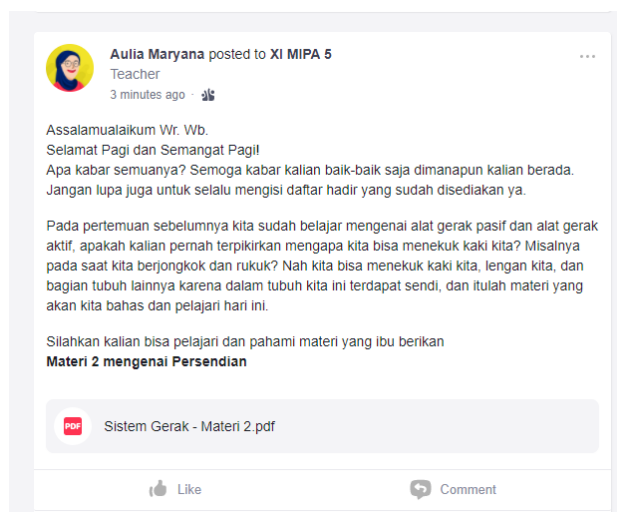 Aulia Maryana posted to XI MIPA 5
Teacher
3 minutes ago ·
Assalamualaikum Wr. Wb.
Selamat Pagi dan Semangat Pagi!
Apa kabar semuanya? Semoga kabar kalian baik-baik saja dimanapun kalian berada.
Jangan lupa juga untuk selalu mengisi daftar hadir yang sudah disediakan ya.
Pada pertemuan sebelumnya kita sudah belajar mengenai alat gerak pasif dan alat gerak
aktif, apakah kalian pernah terpikirkan mengapa kita bisa menekuk kaki kita? Misalnya
pada saat kita berjongkok dan rukuk? Nah kita bisa menekuk kaki kita, lengan kita, dan
bagian tubuh lainnya karena dalam tubuh kita ini terdapat sendi, dan itulah materi yang
akan kita bahas dan pelajari hari ini.
Silahkan kalian bisa pelajari dan pahami materi yang ibu berikan
Materi 2 mengenai Persendian
PDF Sistem Gerak - Materi 2.pdf
Like Comment